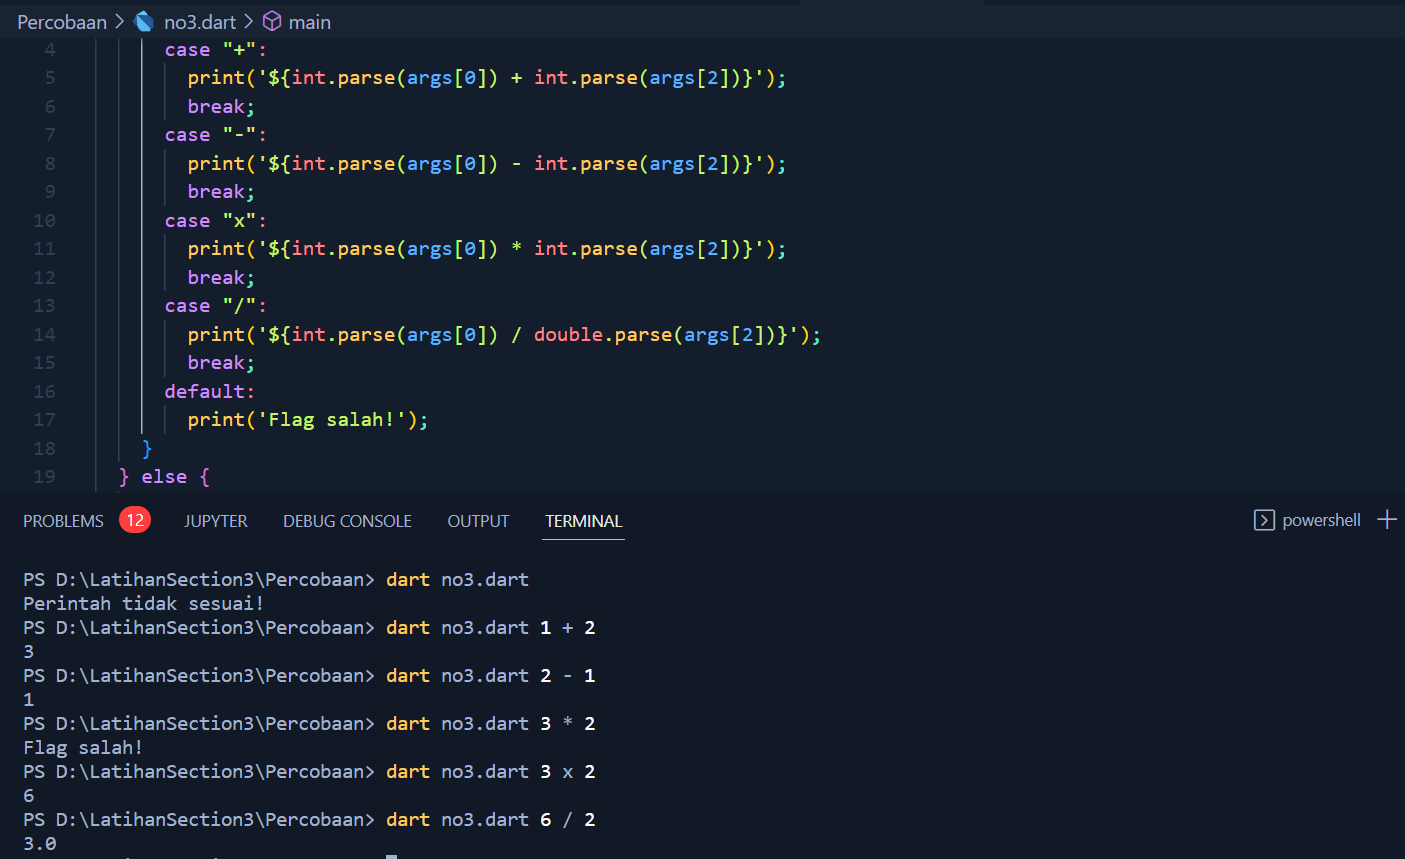 Percobaan > no3.dart > main
4 case "+":
5 print('${int.parse(args[0]) + int.parse(args[2])}');
6 break;
7 case "-":
8 print('${int.parse(args[0]) - int.parse(args[2])}');
9 break;
10 case "x":
11 print('${int.parse(args[0]) * int.parse(args[2])}');
12 break;
13 case "/":
14 print('${int.parse(args[0]) / double.parse(args[2])}');
15 break;
16 default:
17 print('Flag salah!');
18 }
19 } else {
PROBLEMS 12 JUPYTER DEBUG CONSOLE OUTPUT TERMINAL powershell +
PS D:\LatihanSection3\Percobaan> dart no3.dart
Perintah tidak sesuai!
PS D:\LatihanSection3\Percobaan> dart no3.dart 1 + 2
3
PS D:\LatihanSection3\Percobaan> dart no3.dart 2 - 1
1
PS D:\LatihanSection3\Percobaan> dart no3.dart 3 * 2
Flag salah!
PS D:\LatihanSection3\Percobaan> dart no3.dart 3 x 2
6
PS D:\LatihanSection3\Percobaan> dart no3.dart 6 / 2
3.0